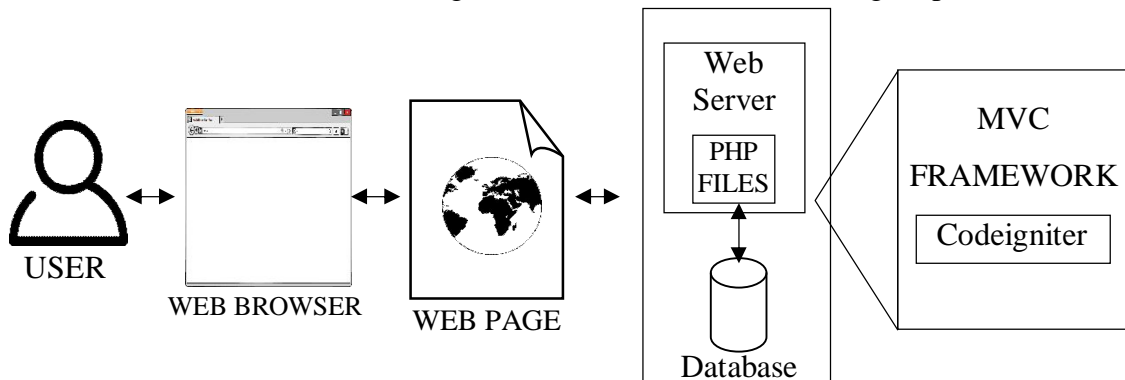 USER
WEB BROWSER
WEB PAGE
Web
Server
PHP
FILES
Database
MVC
FRAMEWORK
Codeigniter